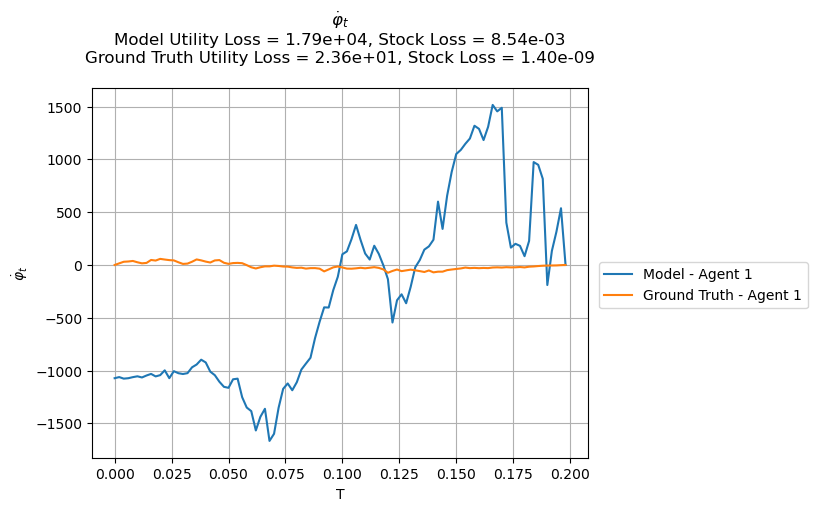 φ̇ₜ
Model Utility Loss = 1.79e+04, Stock Loss = 8.54e-03
Ground Truth Utility Loss = 2.36e+01, Stock Loss = 1.40e-09
1500
1000
500
0
−500
−1000
−1500
φ̇ₜ
0.000 0.025 0.050 0.075 0.100 0.125 0.150 0.175 0.200
T
Model - Agent 1
Ground Truth - Agent 1